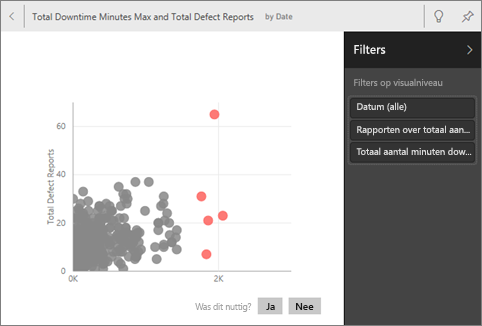 Total Downtime Minutes Max and Total Defect Reports by Date
Filters
Filters op visualniveau
Datum (alle)
Rapporten over totaal aan...
Totaal aantal minuten dow...
Total Defect Reports
60
40
20
0
0K
2K
Was dit nuttig?
Ja
Nee